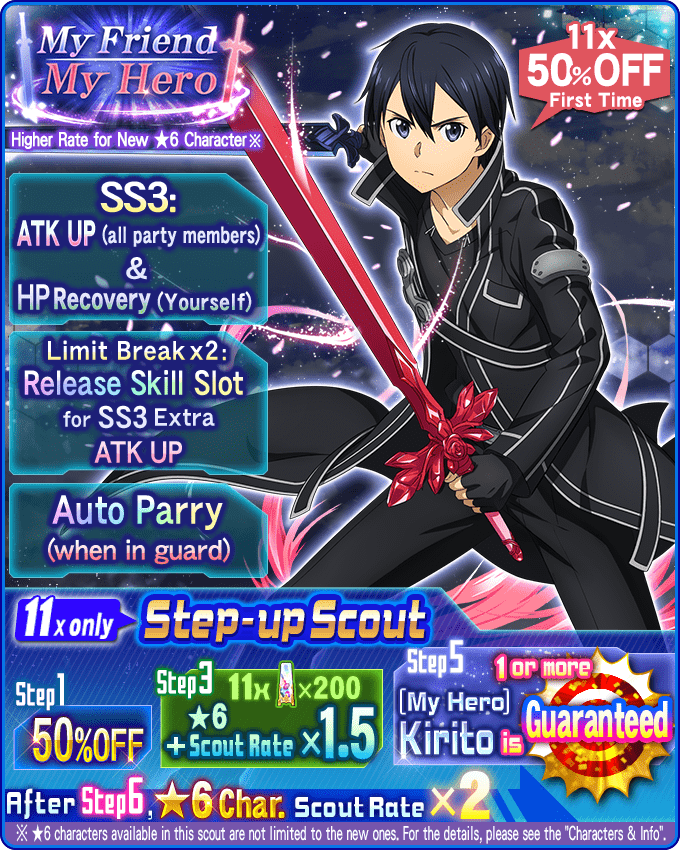 My Friend
My Hero
Higher Rate for New ★6 Character※
11x
50%OFF
First Time
SS3:
ATK UP (all party members)
&
HP Recovery (Yourself)
Limit Break x2:
Release Skill Slot
for SS3 Extra
ATK UP
Auto Parry
(when in guard)
11x only
Step-up Scout
Step1
50%OFF
Step3
11x ×200
★6
+Scout Rate ×1.5
Step5
1 or more
[My Hero]
Kirito is Guaranteed
After Step6, ★6 Char. Scout Rate ×2
※ ★6 characters available in this scout are not limited to the new ones. For the details, please see the "Characters & Info".